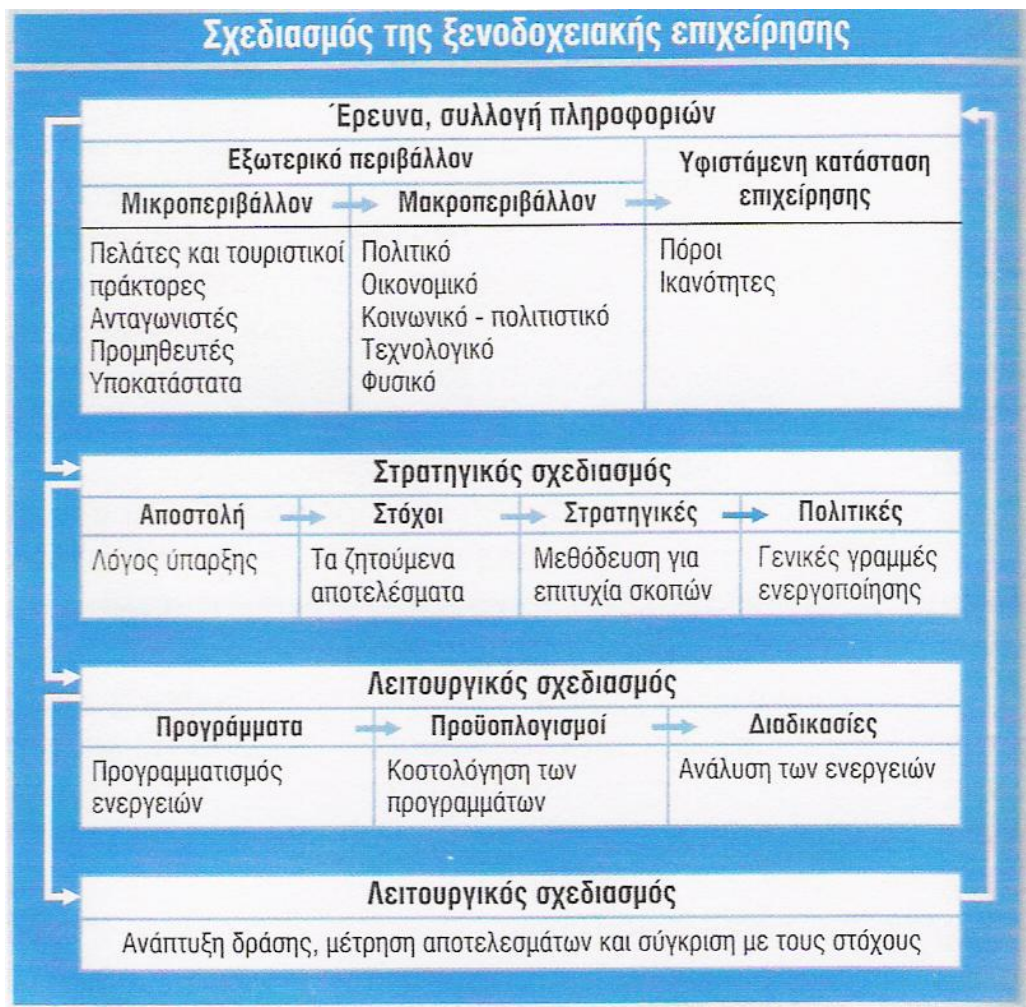 Σχεδιασμός της ξενοδοχειακής επιχείρησης
Έρευνα, συλλογή πληροφοριών
Εξωτερικό περιβάλλον
Υφιστάμενη κατάσταση
επιχείρησης
Μικροπεριβάλλον
Μακροπεριβάλλον
Πελάτες και τουριστικοί
πράκτορες
Ανταγωνιστές
Προμηθευτές
Υποκατάστατα
Πολιτικό
Οικονομικό
Κοινωνικό - πολιτιστικό
Τεχνολογικό
Φυσικό
Πόροι
Ικανότητες
Στρατηγικός σχεδιασμός
Αποστολή
Στόχοι
Στρατηγικές
Πολιτικές
Λόγος ύπαρξης
Τα ζητούμενα
αποτελέσματα
Μεθόδευση για
επιτυχία σκοπών
Γενικές γραμμές
ενεργοποίησης
Λειτουργικός σχεδιασμός
Προγράμματα
Προϋοπλογισμοί
Διαδικασίες
Προγραμματισμός
ενεργειών
Κοστολόγηση των
προγραμμάτων
Ανάλυση των ενεργειών
Λειτουργικός σχεδιασμός
Ανάπτυξη δράσης, μέτρηση αποτελεσμάτων και σύγκριση με τους στόχους